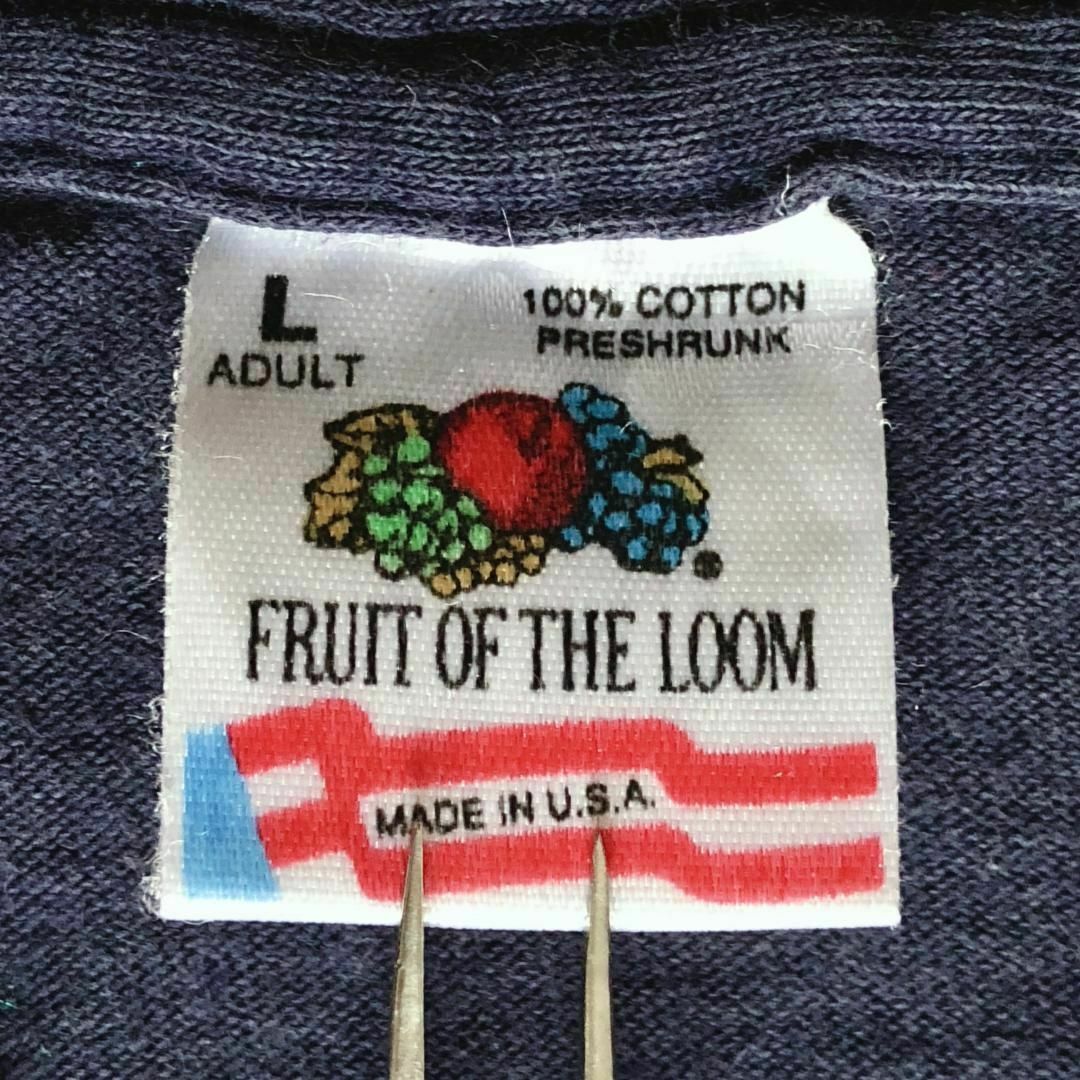 L
ADULT
100% COTTON
PRESHRUNK
®
FRUIT OF THE LOOM
MADE IN U.S.A.